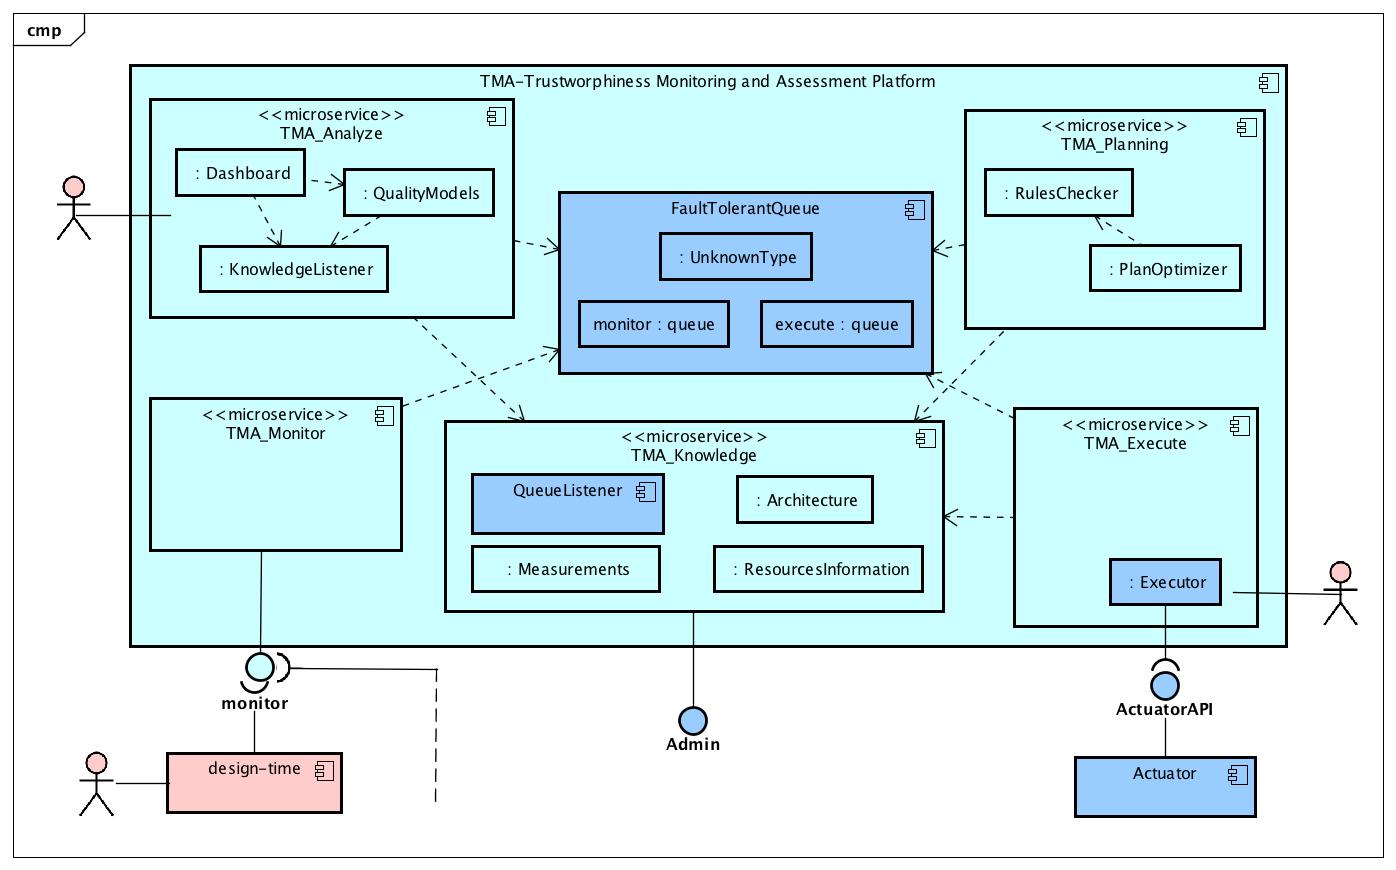 cmp
TMA-Trustworphiness Monitoring and Assessment Platform
<<microservice>>
TMA_Analyze
: Dashboard
: QualityModels
: KnowledgeListener
FaultTolerantQueue
: UnknownType
monitor : queue
execute : queue
<<microservice>>
TMA_Planning
: RulesChecker
: PlanOptimizer
<<microservice>>
TMA_Monitor
<<microservice>>
TMA_Knowledge
QueueListener
: Architecture
: Measurements
: ResourcesInformation
<<microservice>>
TMA_Execute
: Executor
monitor
Admin
ActuatorAPI
design-time
Actuator